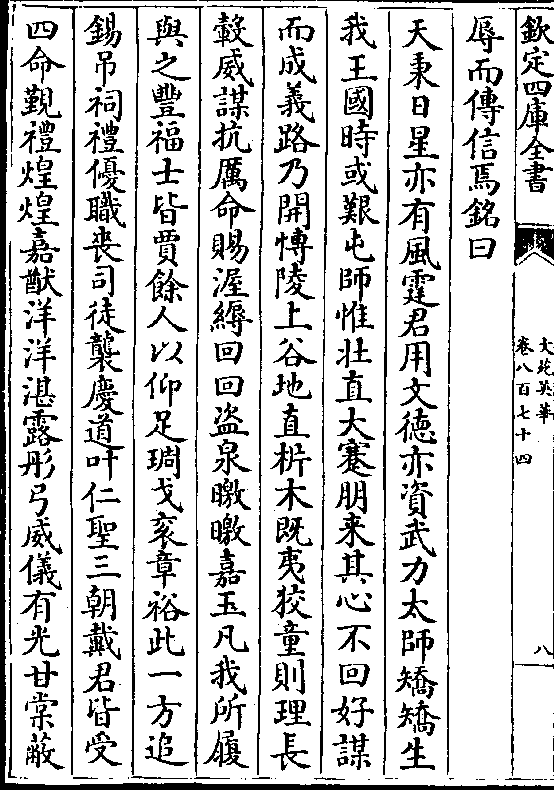 欽定四庫全書
文苑英華
卷八百七十四
八
辱而傳信焉銘曰
天秉日星亦有風霆君用文德亦資武力太師矯矯生
我王國時或艱屯師惟壯直大蹇朋来其心不回好謀
而成義路乃開慱陵上谷地直析木既夷狡童則理長
轂威謀抗厲命賜渥縟回回盗泉皦皦嘉玉凡我所履
與之豐福士皆賈餘人以仰足琱戈衮章裕此一方追
錫吊祠禮優職喪司徒襲慶道叶仁聖三朝戴君皆受
四命覲禮煌煌嘉猷洋洋湛露彤弓威儀有光甘棠蔽